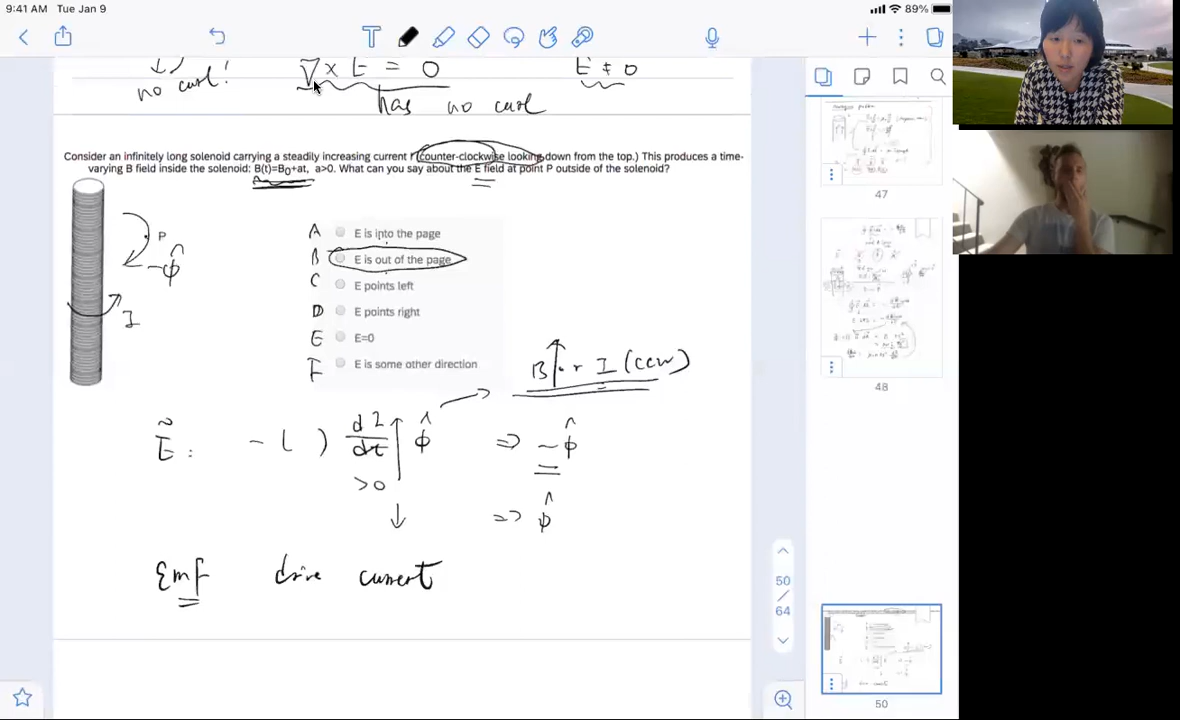 9:41 AM Tue Jan 9
89%
no curl!
∇ × E = 0
E ≠ 0
has no curl
Consider an infinitely long solenoid carrying a steadily increasing current I (counter-clockwise looking down from the top.) This produces a time-
varying B field inside the solenoid: B(t)=B0+at, a>0. What can you say about the E field at point P outside of the solenoid?
P
-φ̂
I
A E is into the page
B E is out of the page
C E points left
D E points right
E E=0
F E is some other direction
B for I (ccw)
E : - ( ) dI/dt φ̂ ⇒ -φ̂
>0
⇒ φ̂
Emf drive current
47
48
50
/
64
50